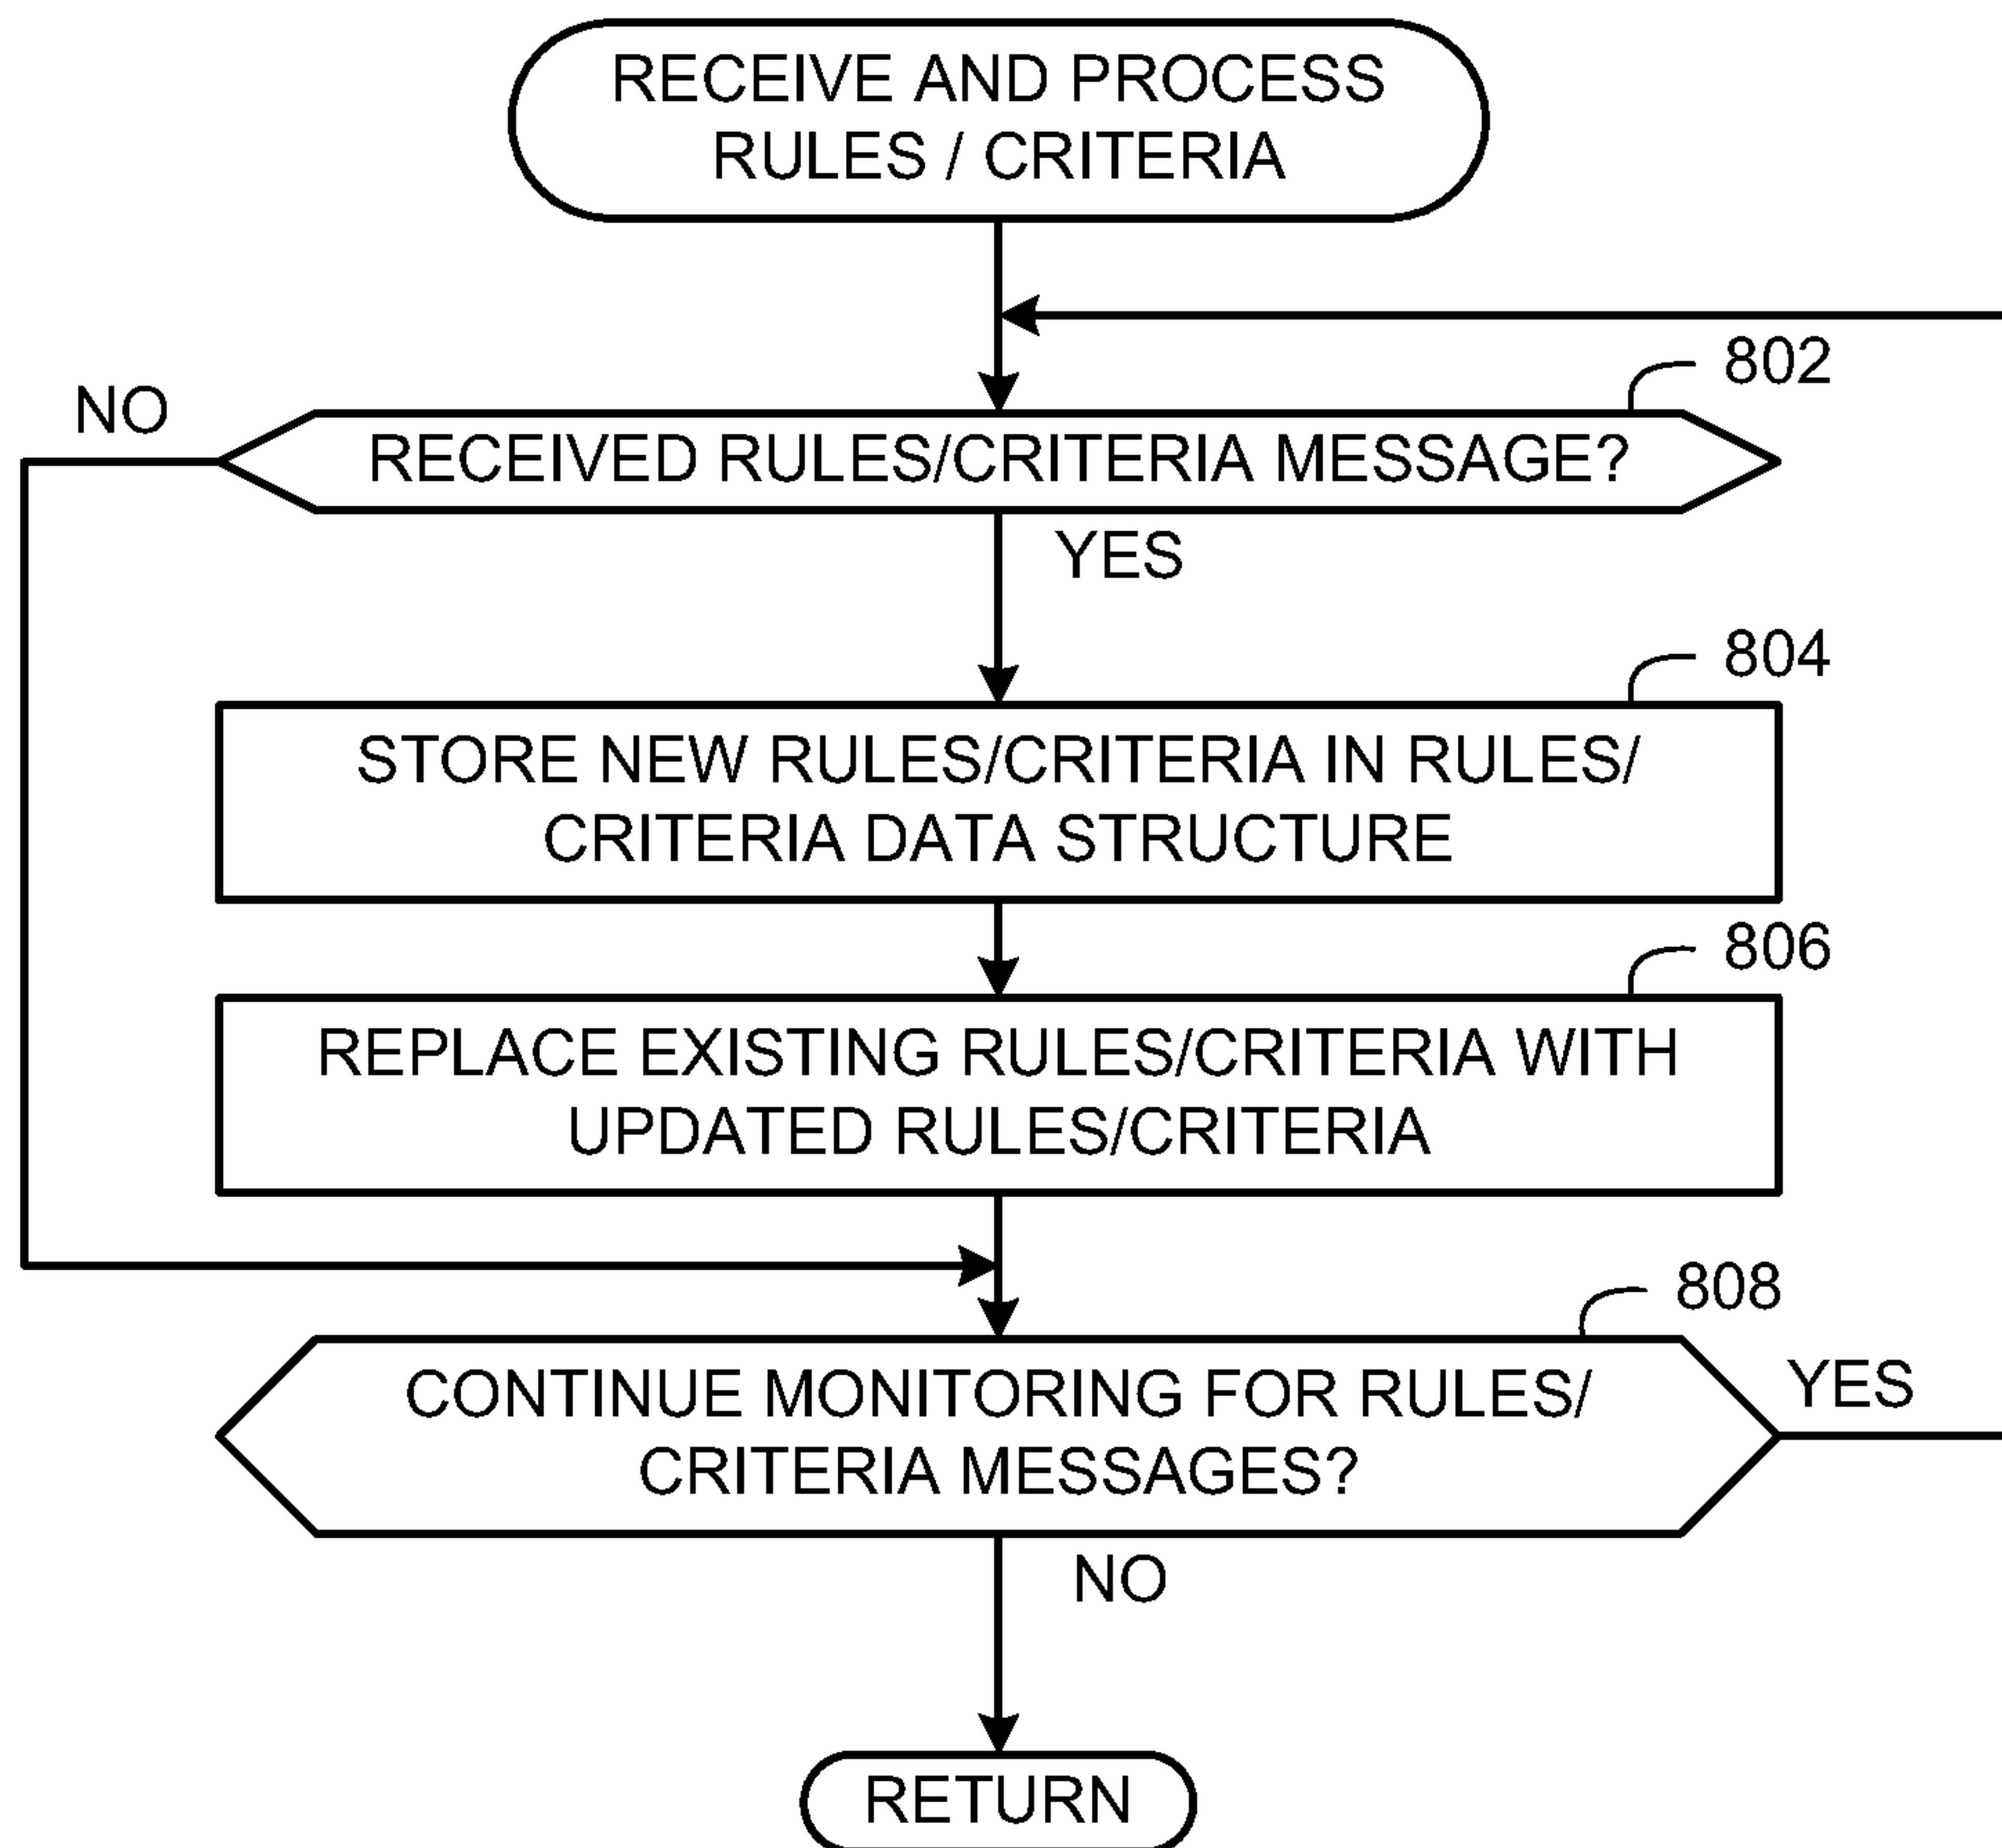 RECEIVE AND PROCESS
RULES / CRITERIA
802
NO
RECEIVED RULES/CRITERIA MESSAGE?
YES
804
STORE NEW RULES/CRITERIA IN RULES/
CRITERIA DATA STRUCTURE
806
REPLACE EXISTING RULES/CRITERIA WITH
UPDATED RULES/CRITERIA
808
CONTINUE MONITORING FOR RULES/
CRITERIA MESSAGES?
YES
NO
RETURN